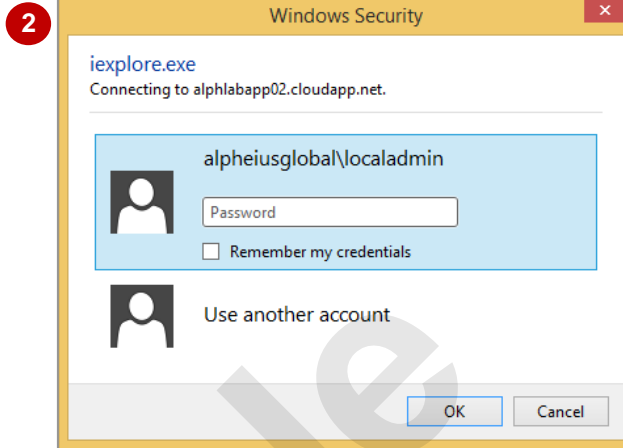 2
Windows Security
iexplore.exe
Connecting to alphlabapp02.cloudapp.net.
alpheiusglobal\localadmin
Password
Remember my credentials
Use another account
OK
Cancel